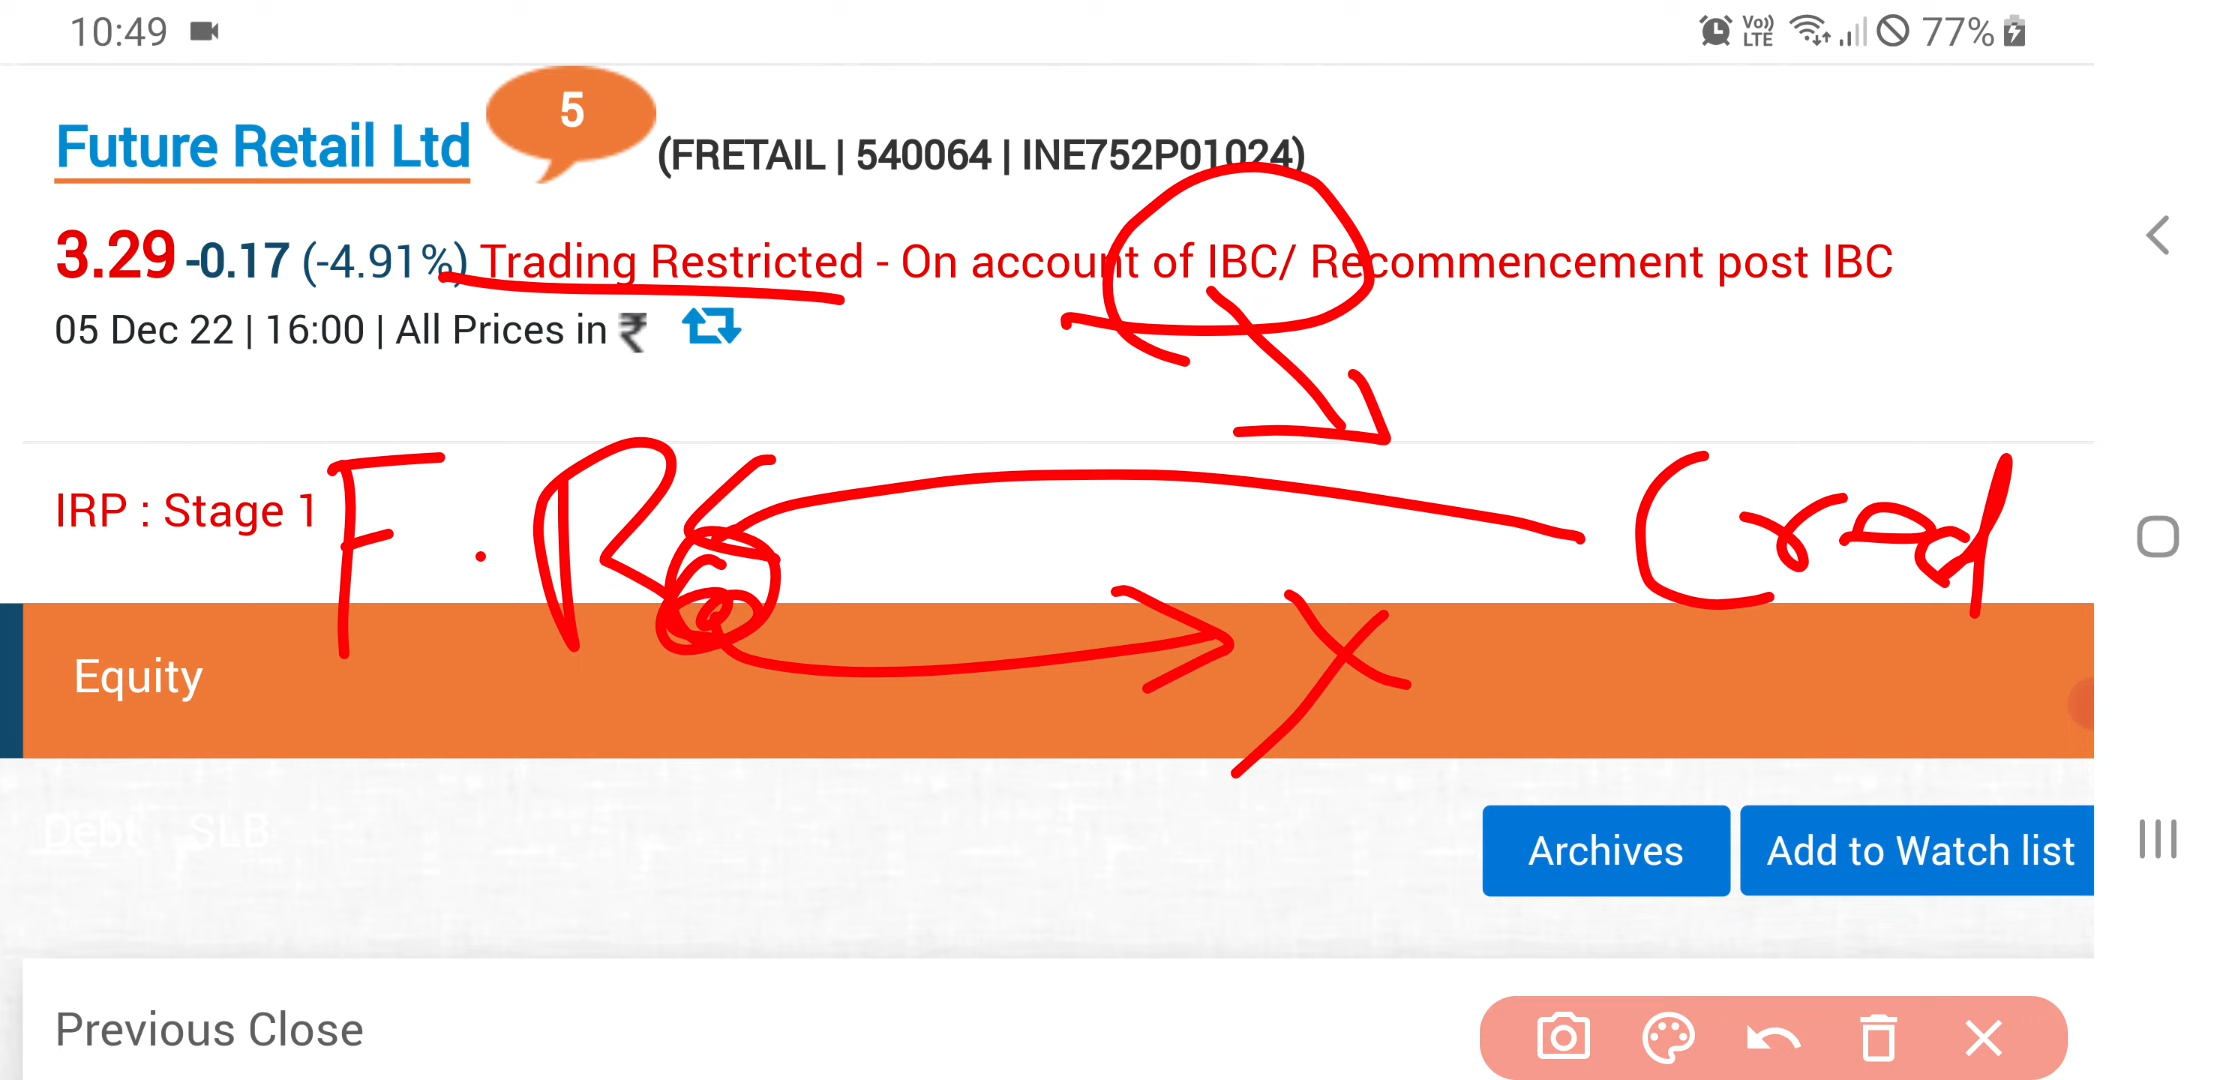 10:49 Vo)) LTE 77%
5
Future Retail Ltd (FRETAIL | 540064 | INE752P01024)
3.29 -0.17 (-4.91%) Trading Restricted - On account of IBC/ Recommencement post IBC
05 Dec 22 | 16:00 | All Prices in ₹
IRP : Stage 1
F.R Cred
Equity
Debt SLB
Archives Add to Watch list
Previous Close